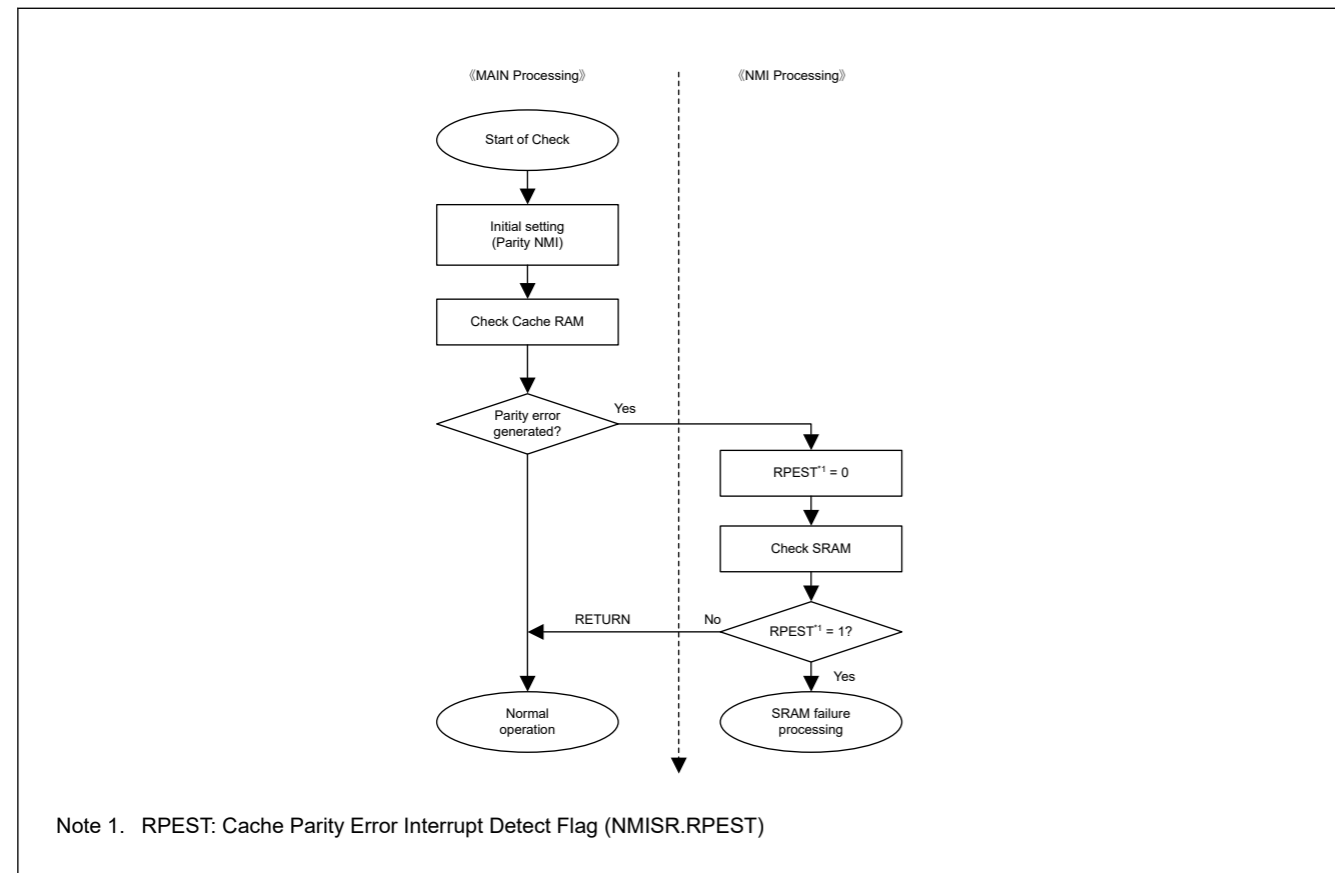 《MAIN Processing》
《NMI Processing》
Start of Check
Initial setting
(Parity NMI)
Check Cache RAM
Parity error
generated?
Yes
RPEST*1 = 0
Check SRAM
RPEST*1 = 1?
No
RETURN
Yes
Normal
operation
SRAM failure
processing
Note 1. RPEST: Cache Parity Error Interrupt Detect Flag (NMISR.RPEST)